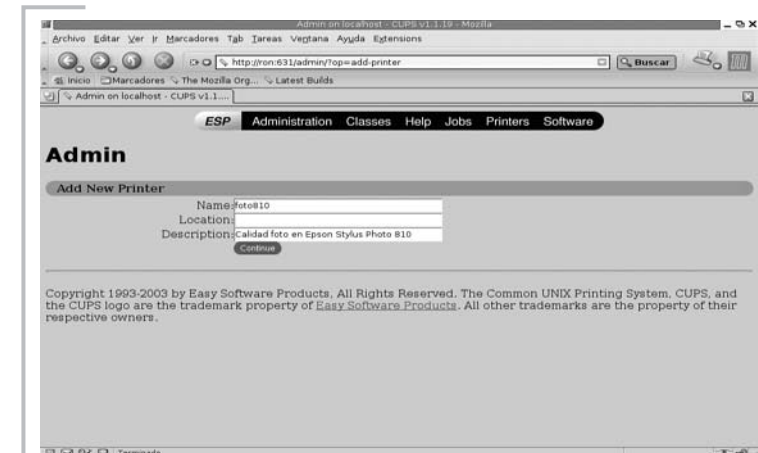 Admin on localhost - CUPS v1.1.19 - Mozilla
Archivo Editar Ver Ir Marcadores Tab Tareas Ventana Ayuda Extensions
http://ron:631/admin/?op=add-printer Buscar
Inicio Marcadores The Mozilla Org... Latest Builds
Admin on localhost - CUPS v1.1....
ESP Administration Classes Help Jobs Printers Software
Admin
Add New Printer
Name: foto810
Location:
Description: Calidad foto en Epson Stylus Photo 810
Continue
Copyright 1993-2003 by Easy Software Products, All Rights Reserved. The Common UNIX Printing System, CUPS, and
the CUPS logo are the trademark property of Easy Software Products. All other trademarks are the property of their
respective owners.
Terminado